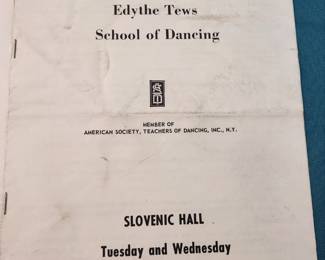 Edythe Tews
School of Dancing
MEMBER OF
AMERICAN SOCIETY, TEACHERS OF DANCING, INC., N.Y.
SLOVENIC HALL
Tuesday and Wednesday